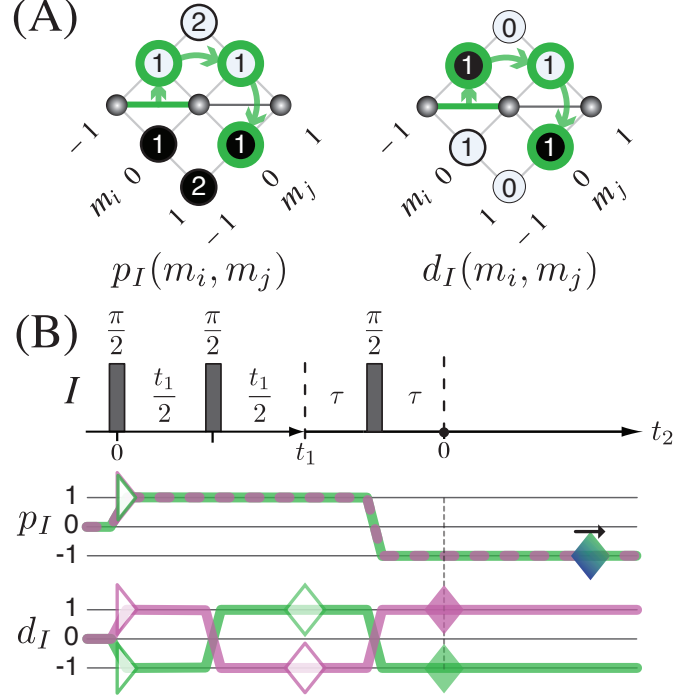 (A)
2 0
1 1 1 1
-1 1 1 1 -1 1 1 1
m_i 0 2 0 m_j m_i 0 0 0 m_j
1 -1 1 -1
p_I(m_i, m_j) d_I(m_i, m_j)
(B)
π/2 π/2 π/2
I t_1/2 t_1/2 τ τ
0 t_1 0 t_2
1
p_I 0
-1
1
d_I 0
-1